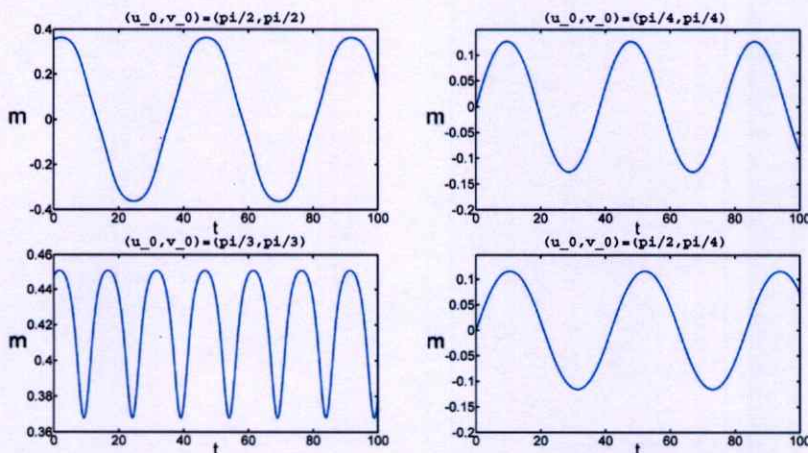 (u_0,v_0)=(pi/2,pi/2)
0.4
0.2
0
-0.2
-0.4
m
0 20 40 60 80 100
t
(u_0,v_0)=(pi/4,pi/4)
0.1
0.05
0
-0.05
-0.1
-0.15
-0.2
m
0 20 40 60 80 100
t
(u_0,v_0)=(pi/3,pi/3)
0.46
0.44
0.42
0.4
0.38
0.36
m
0 20 40 60 80 100
t
(u_0,v_0)=(pi/2,pi/4)
0.1
0.05
0
-0.05
-0.1
-0.15
-0.2
m
0 20 40 60 80 100
t